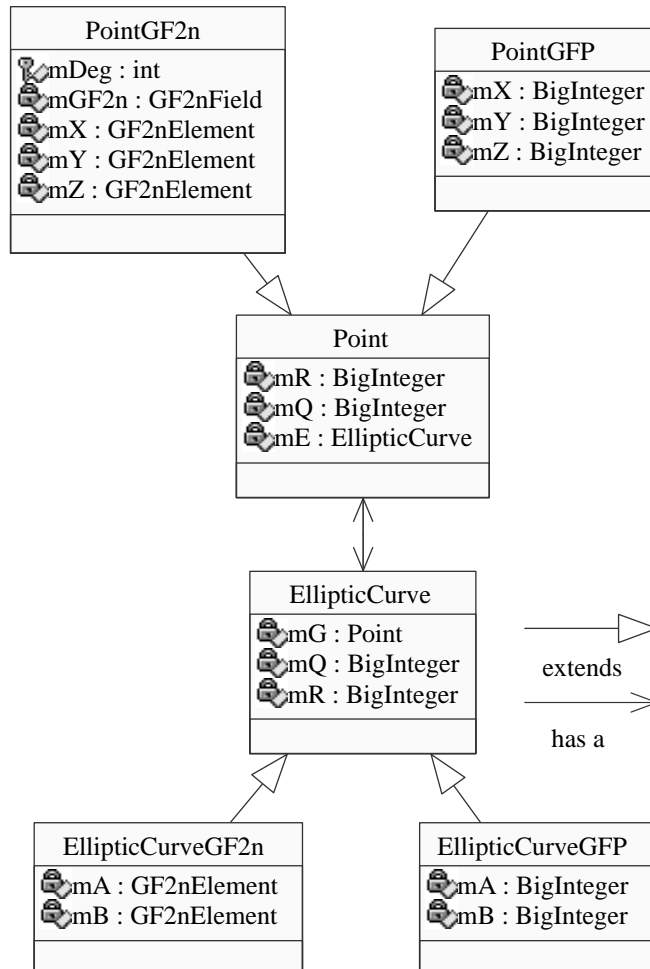 PointGF2n
mDeg : int
mGF2n : GF2nField
mX : GF2nElement
mY : GF2nElement
mZ : GF2nElement
PointGFP
mX : BigInteger
mY : BigInteger
mZ : BigInteger
Point
mR : BigInteger
mQ : BigInteger
mE : EllipticCurve
EllipticCurve
mG : Point
mQ : BigInteger
mR : BigInteger
extends
has a
EllipticCurveGF2n
mA : GF2nElement
mB : GF2nElement
EllipticCurveGFP
mA : BigInteger
mB : BigInteger